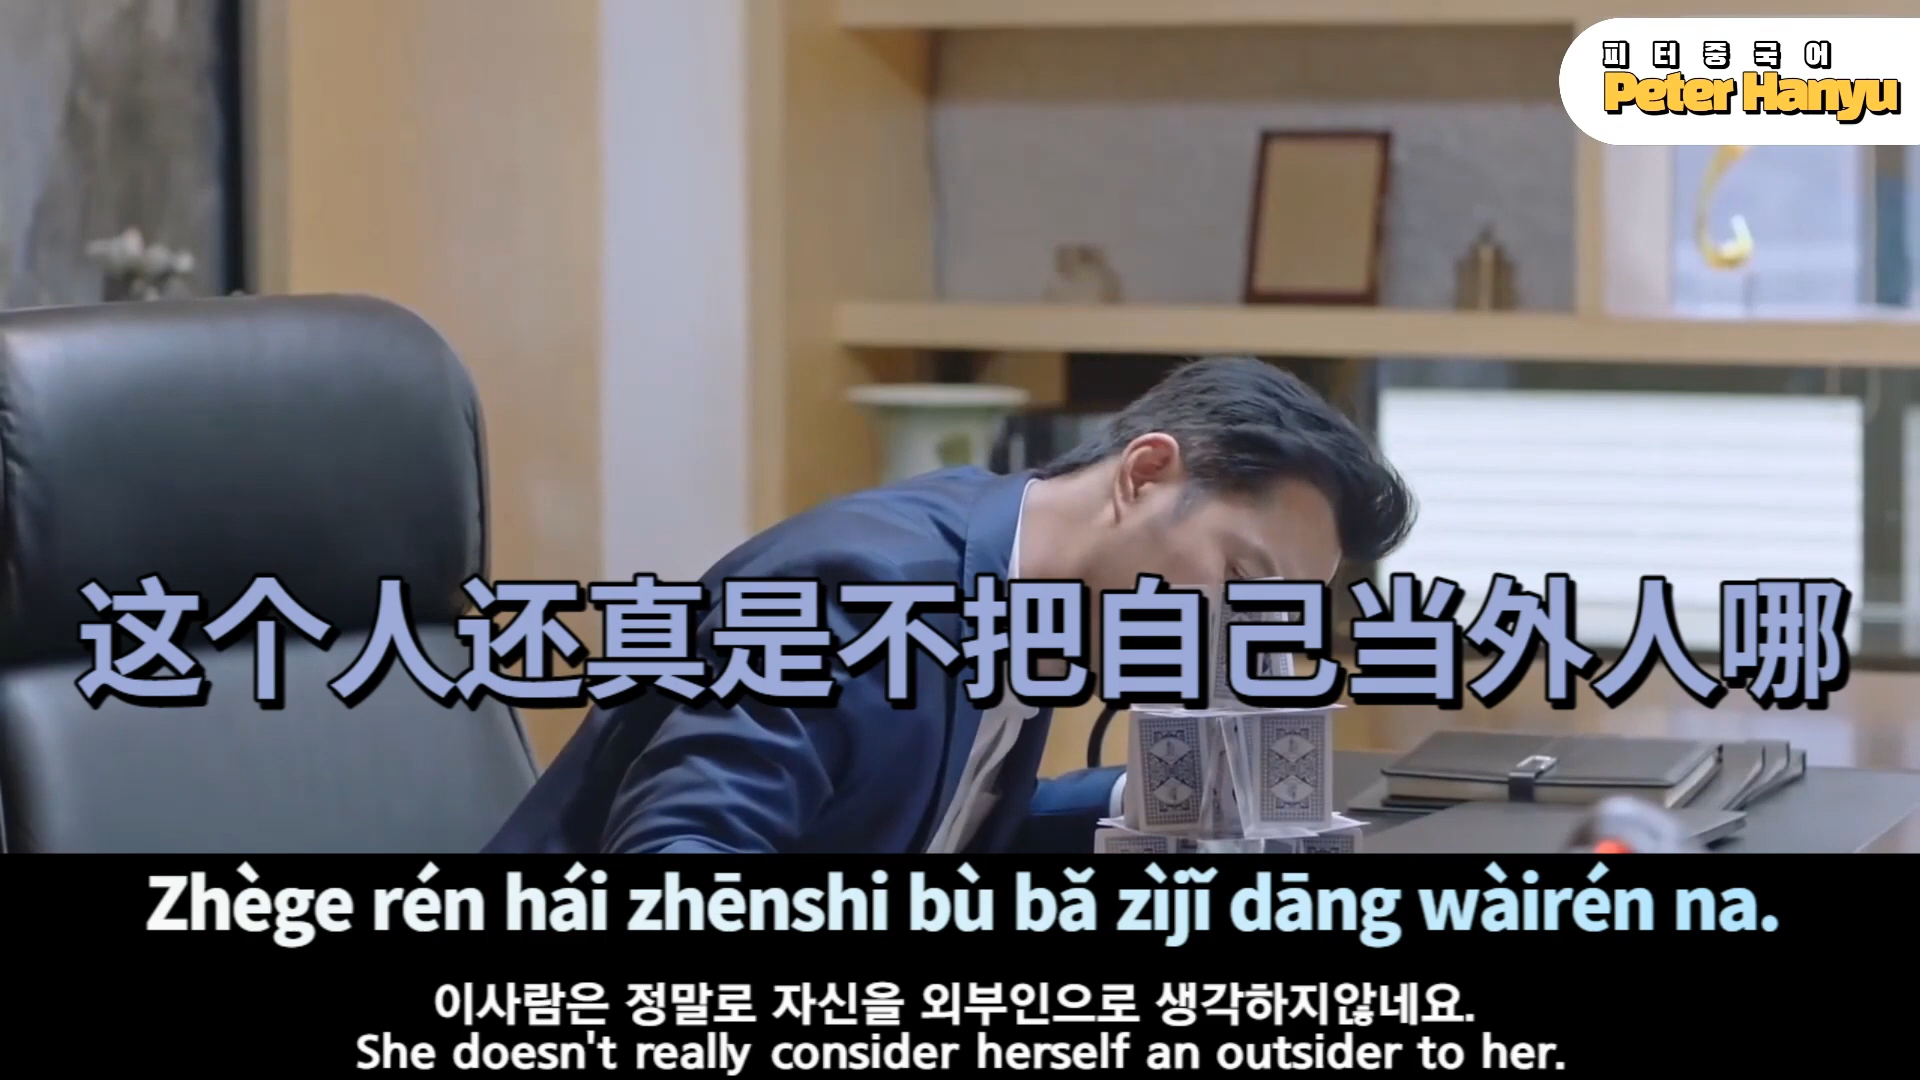 피터중국어
Peter Hanyu
这个人还真是不把自己当外人哪
Zhège rén hái zhēnshi bù bǎ zìjǐ dāng wàirén na.
이사람은 정말로 자신을 외부인으로 생각하지않네요.
She doesn't really consider herself an outsider to her.